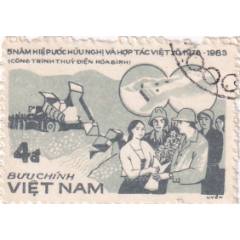 5 NĂM HIỆP ƯỚC HỮU NGHỊ VÀ HỢP TÁC VIỆT XÔ 1978-1983
(CÔNG TRÌNH THUỶ ĐIỆN HÒA BÌNH)
4đ
BƯU CHÍNH
VIỆT NAM